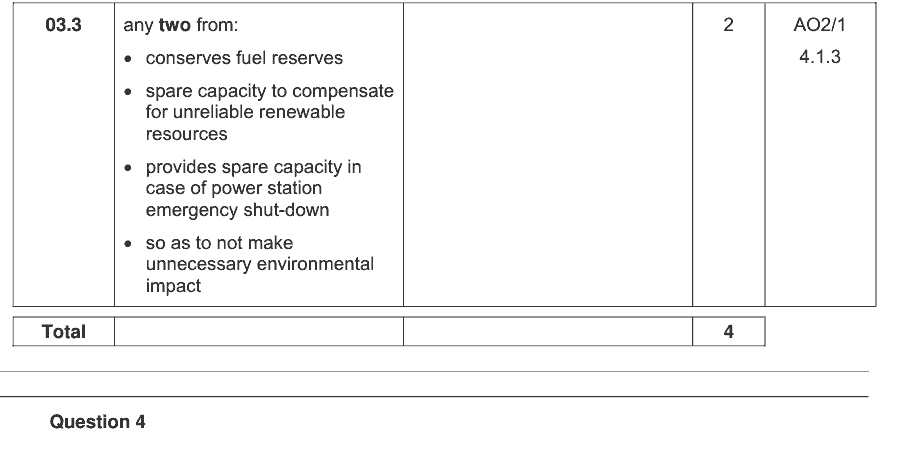 03.3 any two from: 2 AO2/1
• conserves fuel reserves 4.1.3
• spare capacity to compensate
for unreliable renewable
resources
• provides spare capacity in
case of power station
emergency shut-down
• so as to not make
unnecessary environmental
impact
Total 4
Question 4